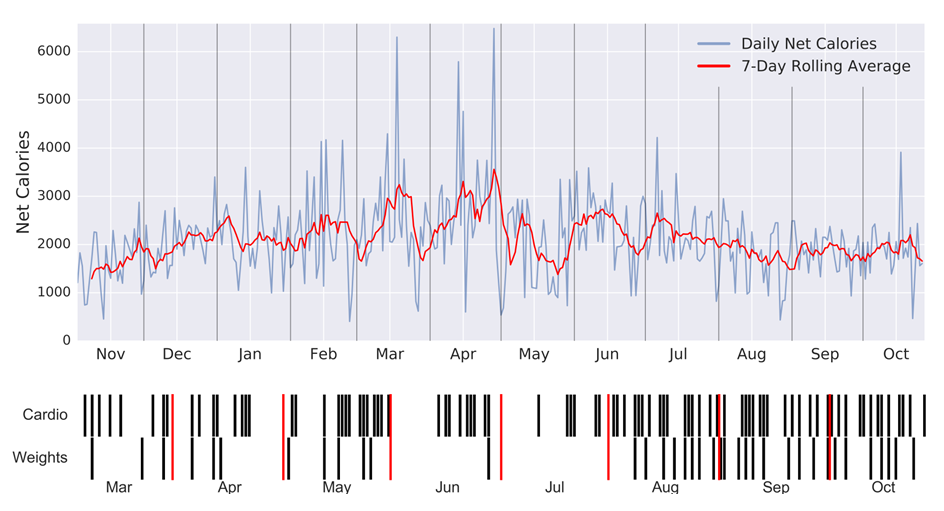 6000
Daily Net Calories
7-Day Rolling Average
5000
4000
3000
2000
1000
0
Net Calories
Nov Dec Jan Feb Mar Apr May Jun Jul Aug Sep Oct
Cardio
Weights
Mar Apr May Jun Jul Aug Sep Oct